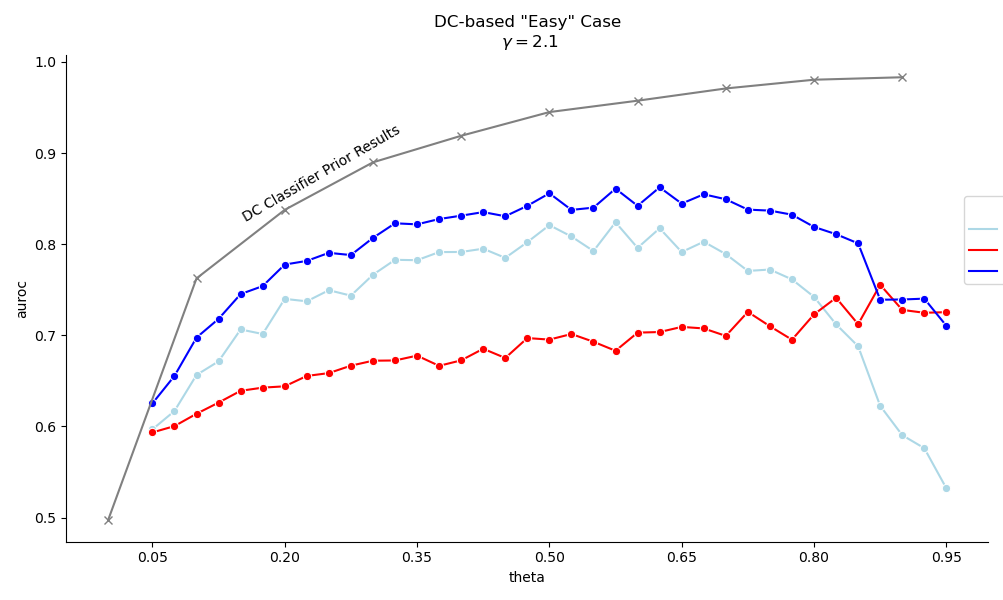 DC-based "Easy" Case
γ = 2.1
1.0
0.9
0.8
0.7
0.6
0.5
auroc
DC Classifier Prior Results
0.05
0.20
0.35
0.50
0.65
0.80
0.95
theta